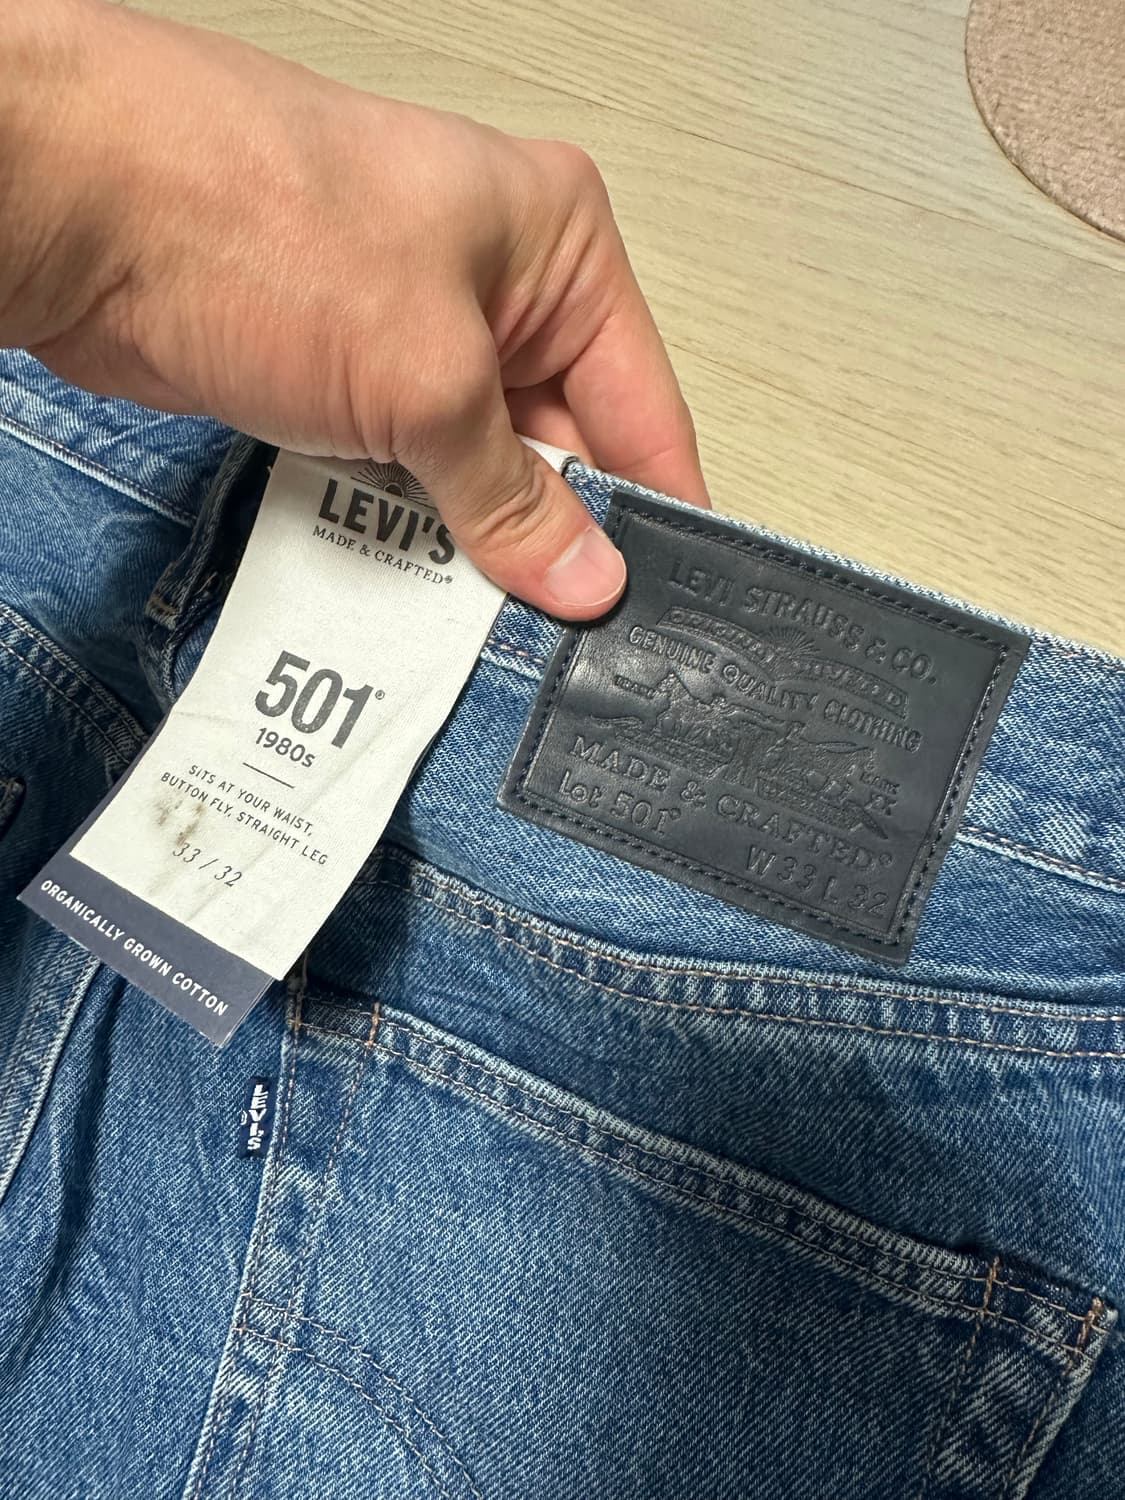 LEVI'S
MADE & CRAFTED®
501®
1980s
SITS AT YOUR WAIST,
BUTTON FLY, STRAIGHT LEG
33 / 32
ORGANICALLY GROWN COTTON
LEVI STRAUSS & CO.
GENUINE QUALITY CLOTHING
MADE & CRAFTED®
Lot 501®
W 33 L 32
LEVI'S